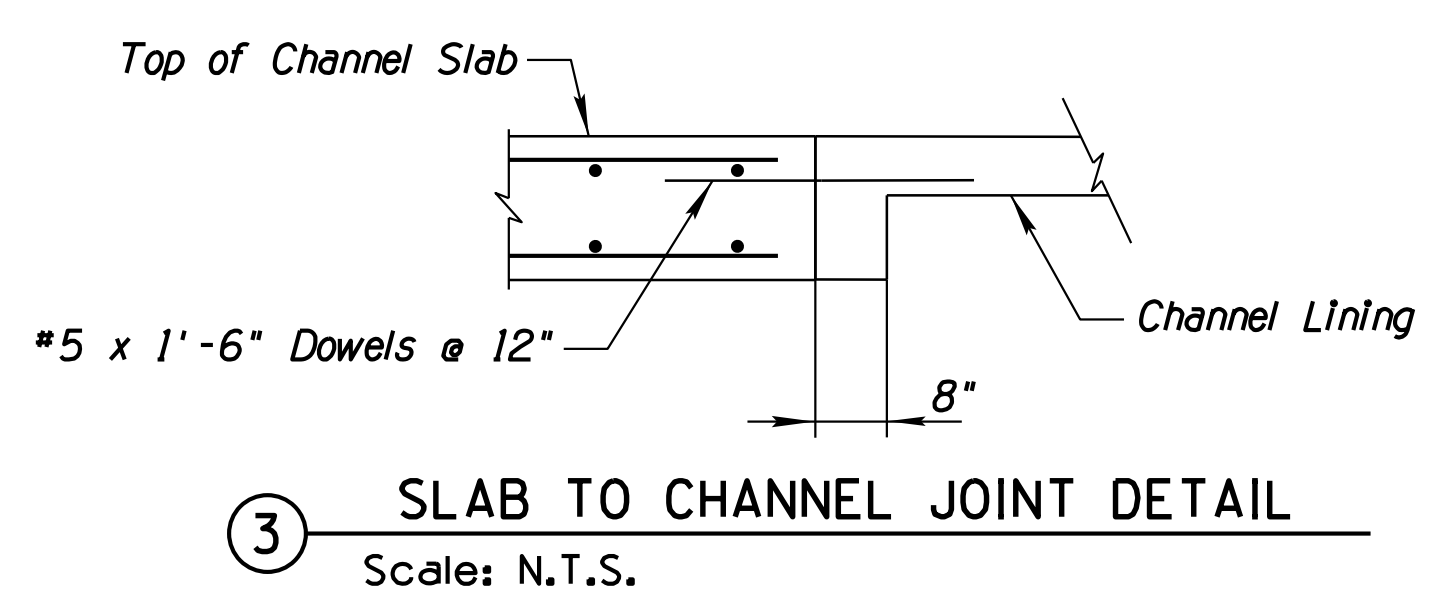 Top of Channel Slab
#5 x 1'-6" Dowels @ 12"
Channel Lining
8"
3
SLAB TO CHANNEL JOINT DETAIL
Scale: N.T.S.